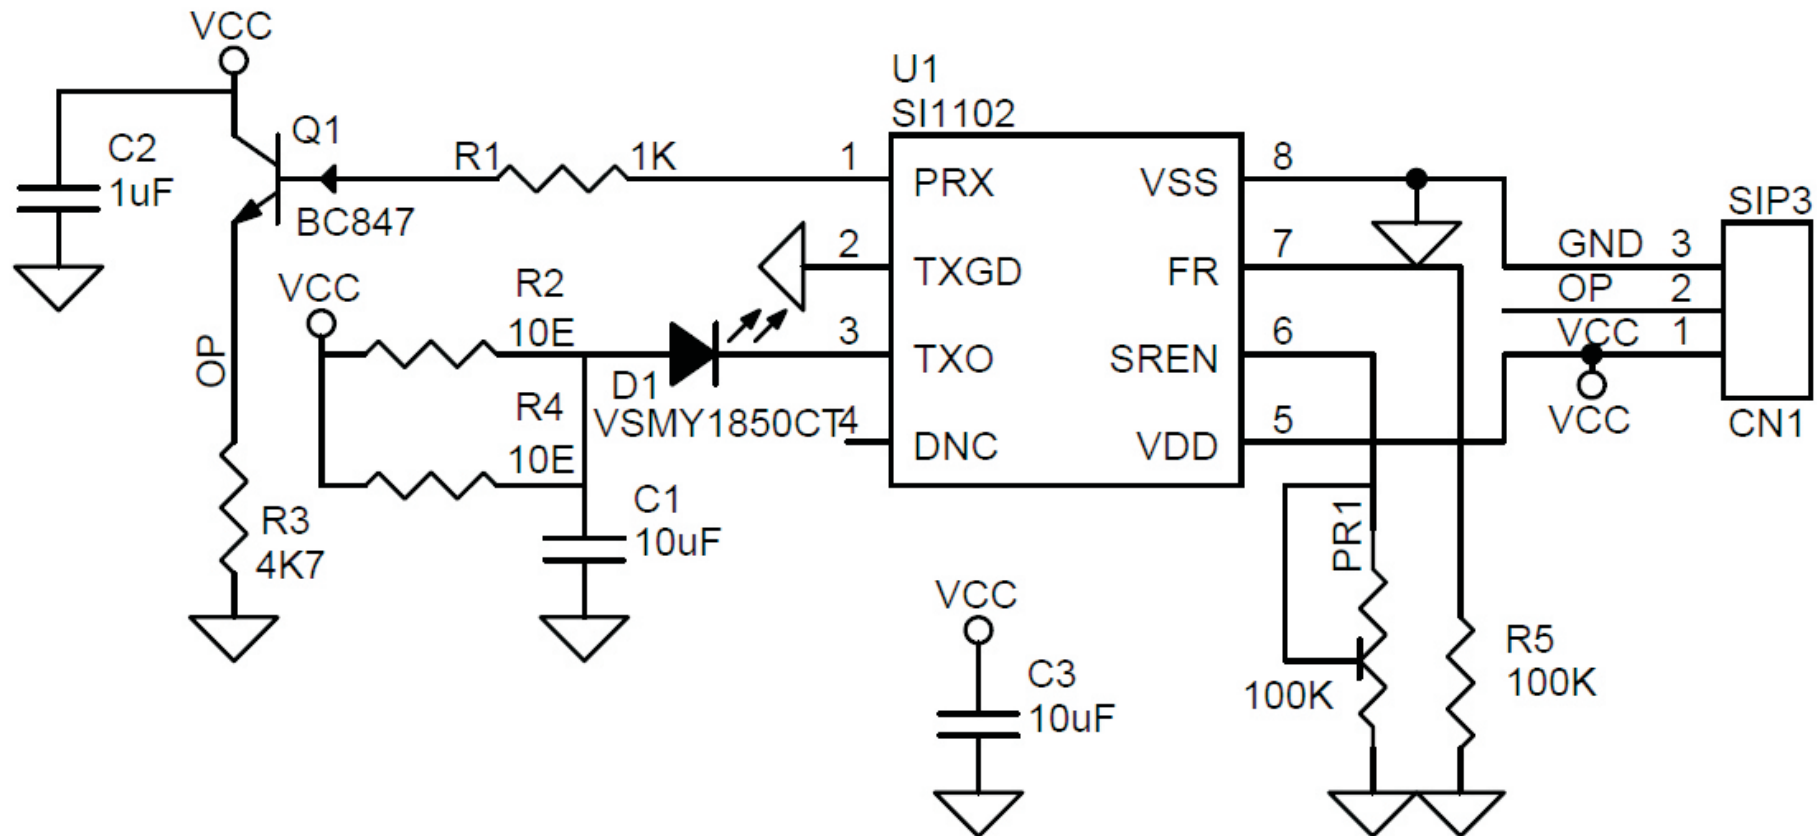 VCC
U1
SI1102
Q1
C2
1uF
R1
1K
BC847
1
PRX
VSS
8
2
TXGD
FR
7
3
TXO
SREN
6
4
DNC
VDD
5
SIP3
GND
3
OP
2
VCC
1
VCC
CN1
VCC
R2
10E
R4
10E
D1
VSMY1850CT
OP
R3
4K7
C1
10uF
VCC
C3
10uF
PR1
100K
R5
100K